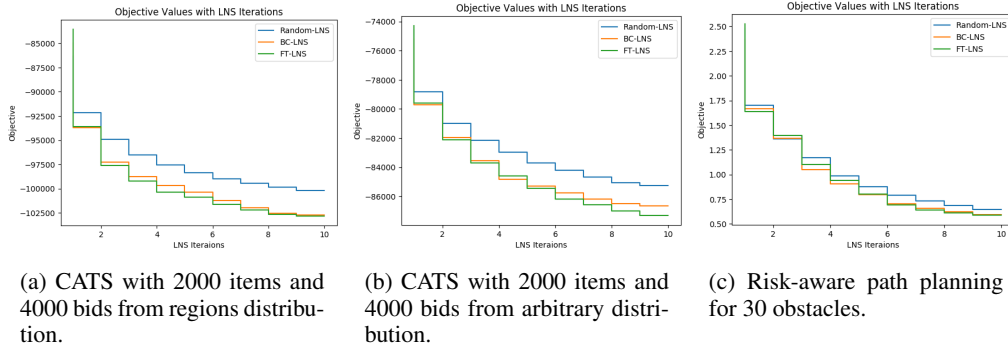 Objective Values with LNS Iterations
Random-LNS
BC-LNS
FT-LNS
Objective
-85000
-87500
-90000
-92500
-95000
-97500
-100000
-102500
2 4 6 8 10
LNS Iteraions
(a) CATS with 2000 items and
4000 bids from regions distribu-
tion.
Objective Values with LNS Iterations
Random-LNS
BC-LNS
FT-LNS
Objective
-74000
-76000
-78000
-80000
-82000
-84000
-86000
2 4 6 8 10
LNS Iteraions
(b) CATS with 2000 items and
4000 bids from arbitrary distri-
bution.
Objective Values with LNS Iterations
Random-LNS
BC-LNS
FT-LNS
Objective
2.50
2.25
2.00
1.75
1.50
1.25
1.00
0.75
0.50
2 4 6 8 10
LNS Iteraions
(c) Risk-aware path planning
for 30 obstacles.